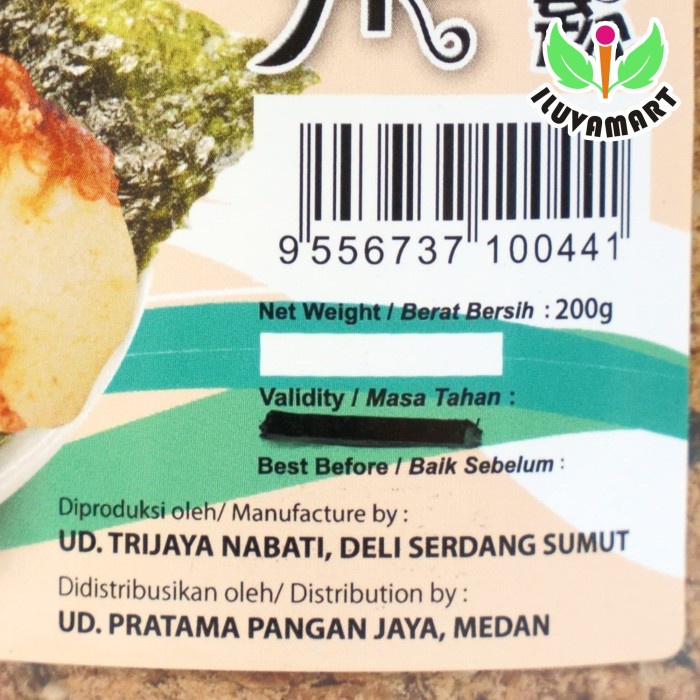 ILUVAMART
9 556737 100441
Net Weight / Berat Bersih : 200g
Validity / Masa Tahan :
Best Before / Baik Sebelum :
Diproduksi oleh/ Manufacture by :
UD. TRIJAYA NABATI, DELI SERDANG SUMUT
Didistribusikan oleh/ Distribution by :
UD. PRATAMA PANGAN JAYA, MEDAN